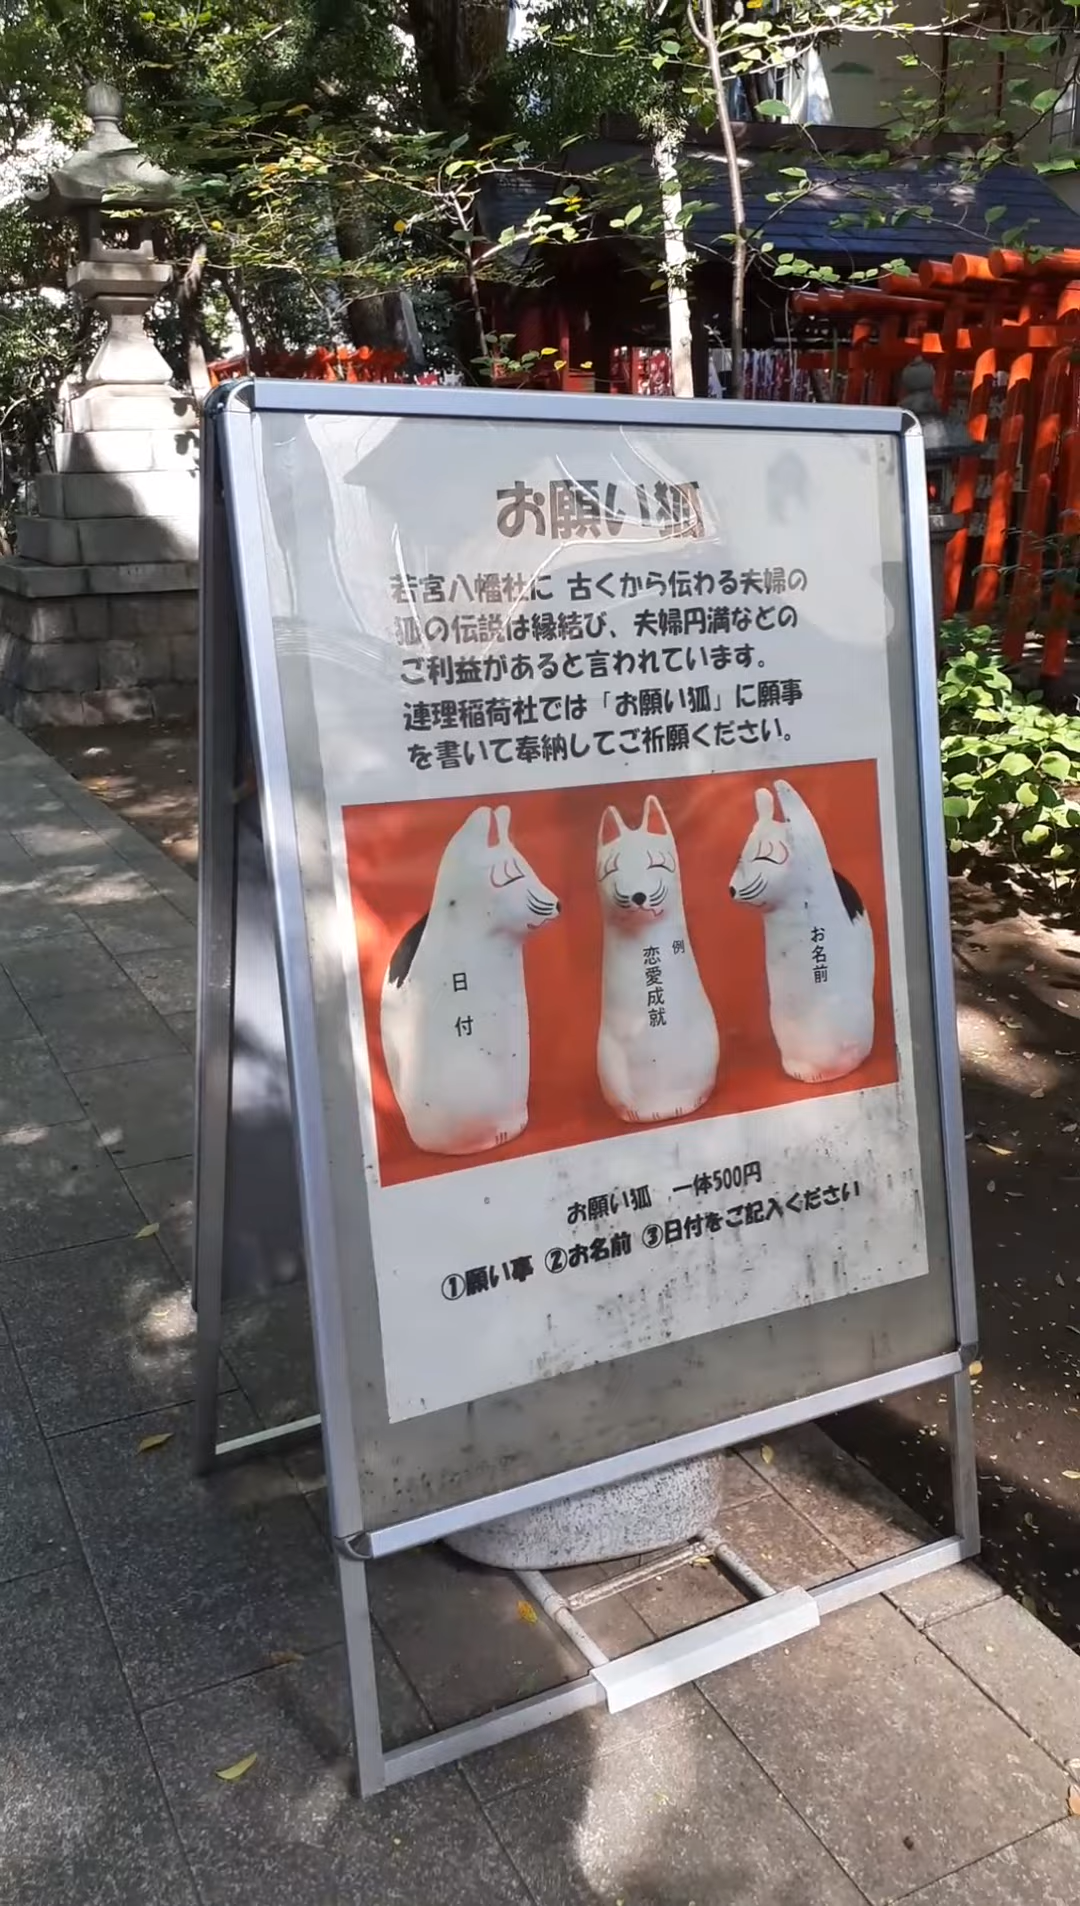 お願い狐
若宮八幡社に 古くから伝わる夫婦の
狐の伝説は縁結び、夫婦円満などの
ご利益があると言われています。
連理稲荷社では「お願い狐」に願事
を書いて奉納してご祈願ください。
日付
例
恋愛成就
お名前
お願い狐 一体500円
①願い事 ②お名前 ③日付をご記入ください